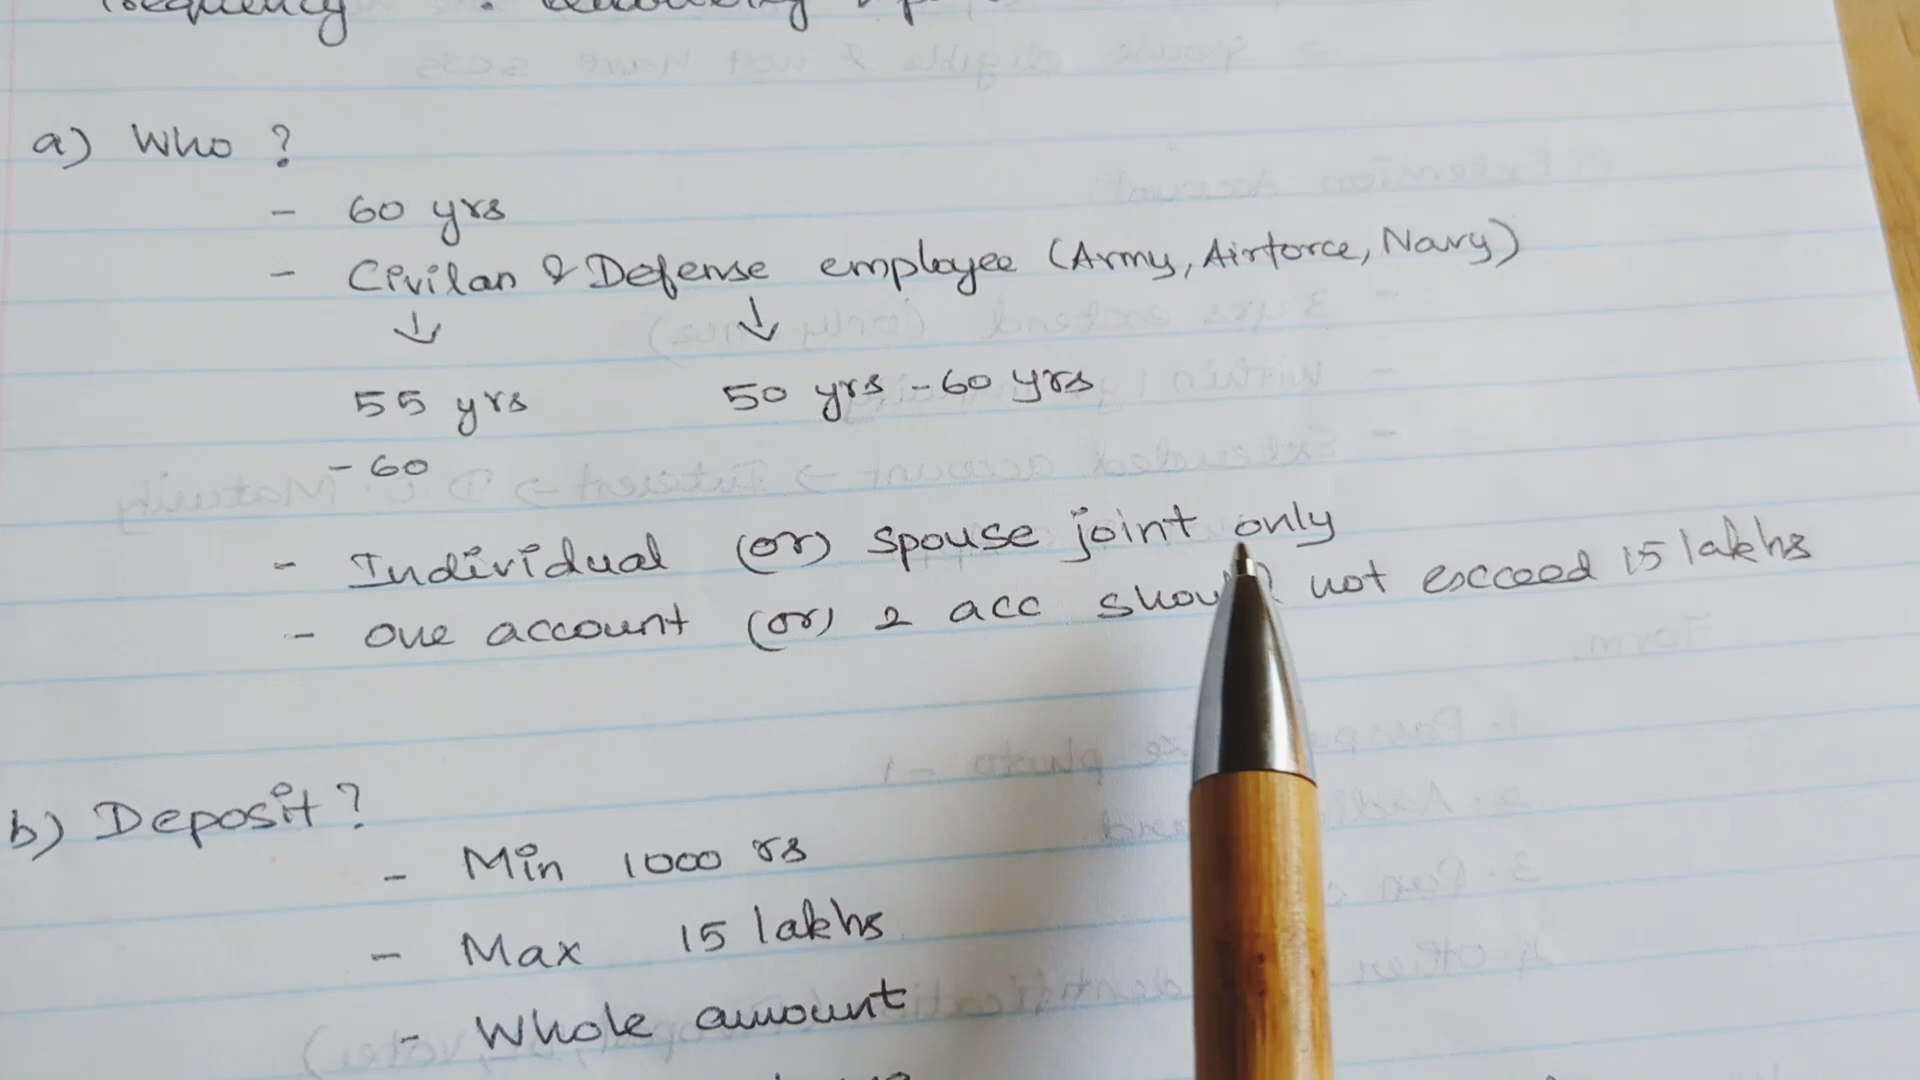 frequency :
a) Who ?
- 60 yrs
- Civilan & Defense employee (Army, Airforce, Navy)
↓ ↓
55 yrs 50 yrs - 60 yrs
- 60
- Individual (or) spouse joint only
- one account (or) 2 acc should not exceed 15 lakhs
b) Deposit ?
- Min 1000 rs
- Max 15 lakhs
- Whole amount